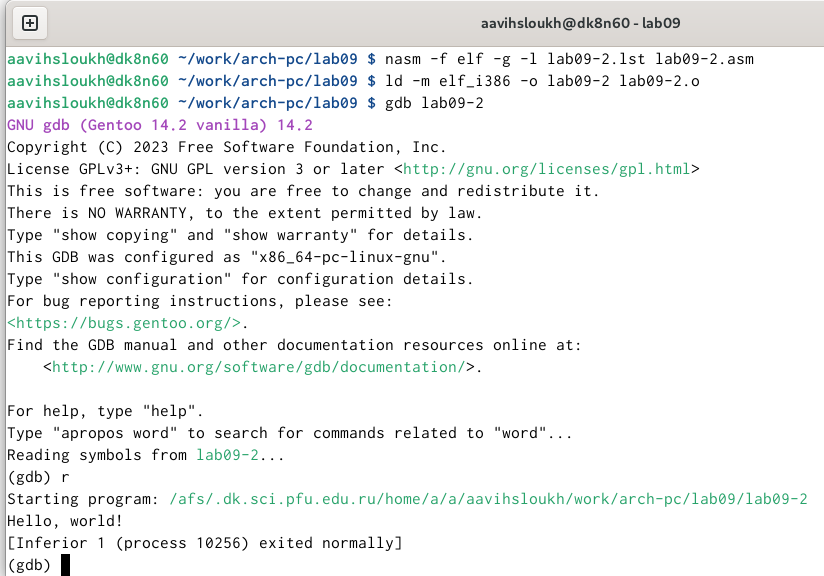 aavihsloukh@dk8n60 - lab09
aavihsloukh@dk8n60 ~/work/arch-pc/lab09 $ nasm -f elf -g -l lab09-2.lst lab09-2.asm
aavihsloukh@dk8n60 ~/work/arch-pc/lab09 $ ld -m elf_i386 -o lab09-2 lab09-2.o
aavihsloukh@dk8n60 ~/work/arch-pc/lab09 $ gdb lab09-2
GNU gdb (Gentoo 14.2 vanilla) 14.2
Copyright (C) 2023 Free Software Foundation, Inc.
License GPLv3+: GNU GPL version 3 or later <http://gnu.org/licenses/gpl.html>
This is free software: you are free to change and redistribute it.
There is NO WARRANTY, to the extent permitted by law.
Type "show copying" and "show warranty" for details.
This GDB was configured as "x86_64-pc-linux-gnu".
Type "show configuration" for configuration details.
For bug reporting instructions, please see:
<https://bugs.gentoo.org/>.
Find the GDB manual and other documentation resources online at:
    <http://www.gnu.org/software/gdb/documentation/>.

For help, type "help".
Type "apropos word" to search for commands related to "word"...
Reading symbols from lab09-2...
(gdb) r
Starting program: /afs/.dk.sci.pfu.edu.ru/home/a/a/aavihsloukh/work/arch-pc/lab09/lab09-2
Hello, world!
[Inferior 1 (process 10256) exited normally]
(gdb)